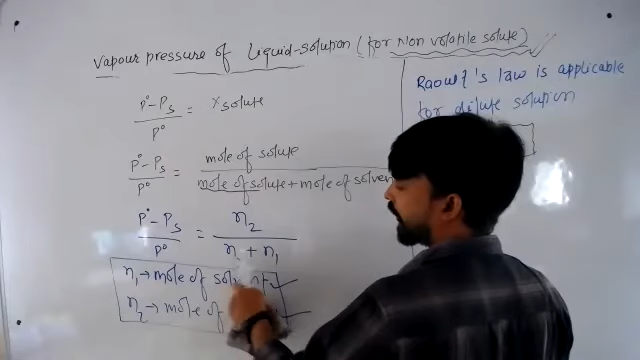 Vapour pressure of Liquid-solution (for non volatile solute)
P°-Ps/P° = x solute
P°-Ps/P° = mole of solute/mole of solute+mole of solven
P°-Ps/P° = n2/n + n1
n1→mole of solvent
n2→mole of
Raoult's law is applicable
for dilute solution